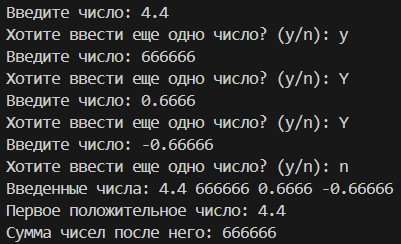 Введите число: 4.4
Хотите ввести еще одно число? (y/n): y
Введите число: 666666
Хотите ввести еще одно число? (y/n): Y
Введите число: 0.6666
Хотите ввести еще одно число? (y/n): Y
Введите число: -0.66666
Хотите ввести еще одно число? (y/n): n
Введенные числа: 4.4 666666 0.6666 -0.66666
Первое положительное число: 4.4
Сумма чисел после него: 666666